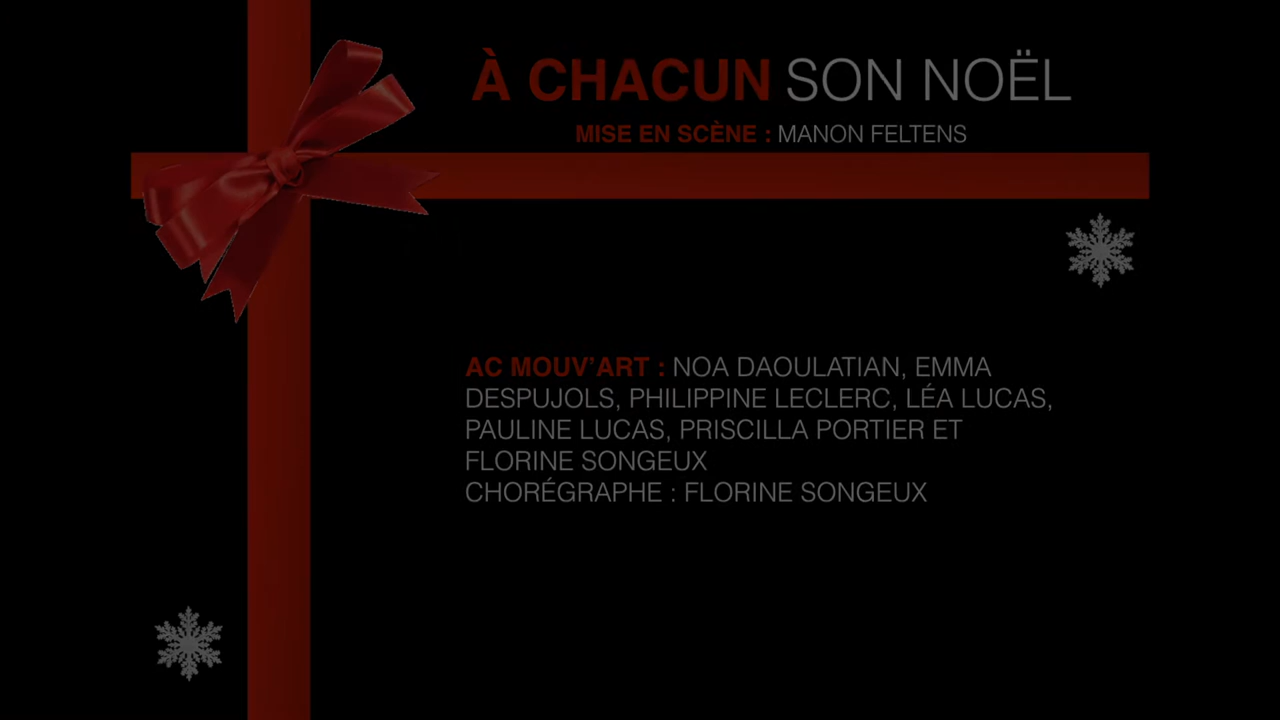 À CHACUN SON NOËL
MISE EN SCÈNE : MANON FELTENS
AC MOUV’ART : NOA DAOULATIAN, EMMA
DESPUJOLS, PHILIPPINE LECLERC, LÉA LUCAS,
PAULINE LUCAS, PRISCILLA PORTIER ET
FLORINE SONGEUX
CHORÉGRAPHE : FLORINE SONGEUX